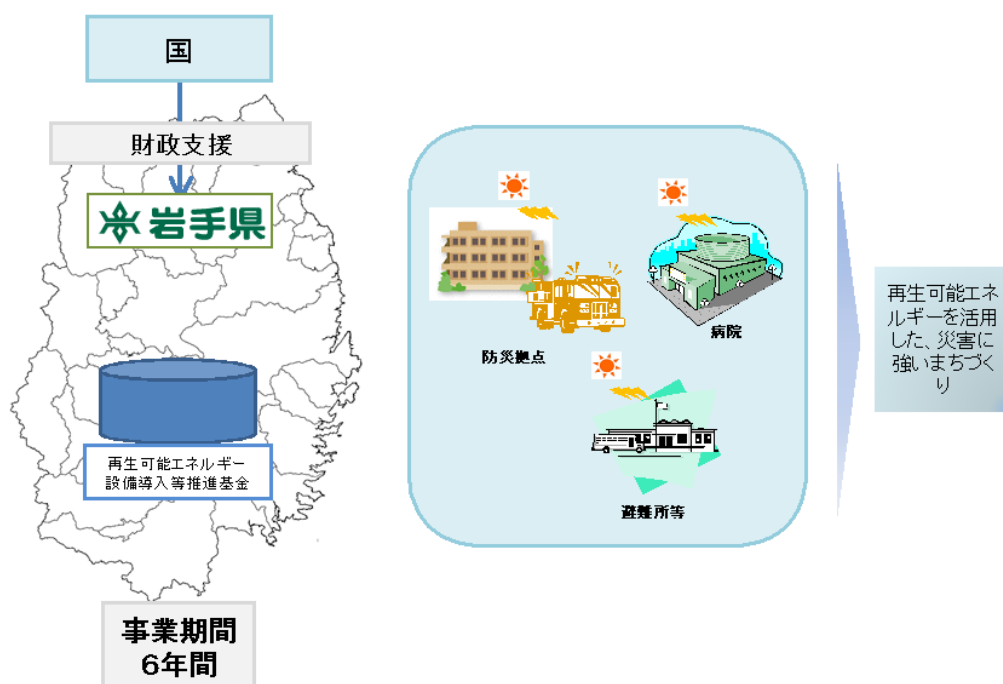 国
財政支援
岩手県
再生可能エネルギー
設備導入等推進基金
事業期間
6年間
防災拠点
病院
避難所等
再生可能エネ
ルギーを活用
した、災害に
強いまちづく
り